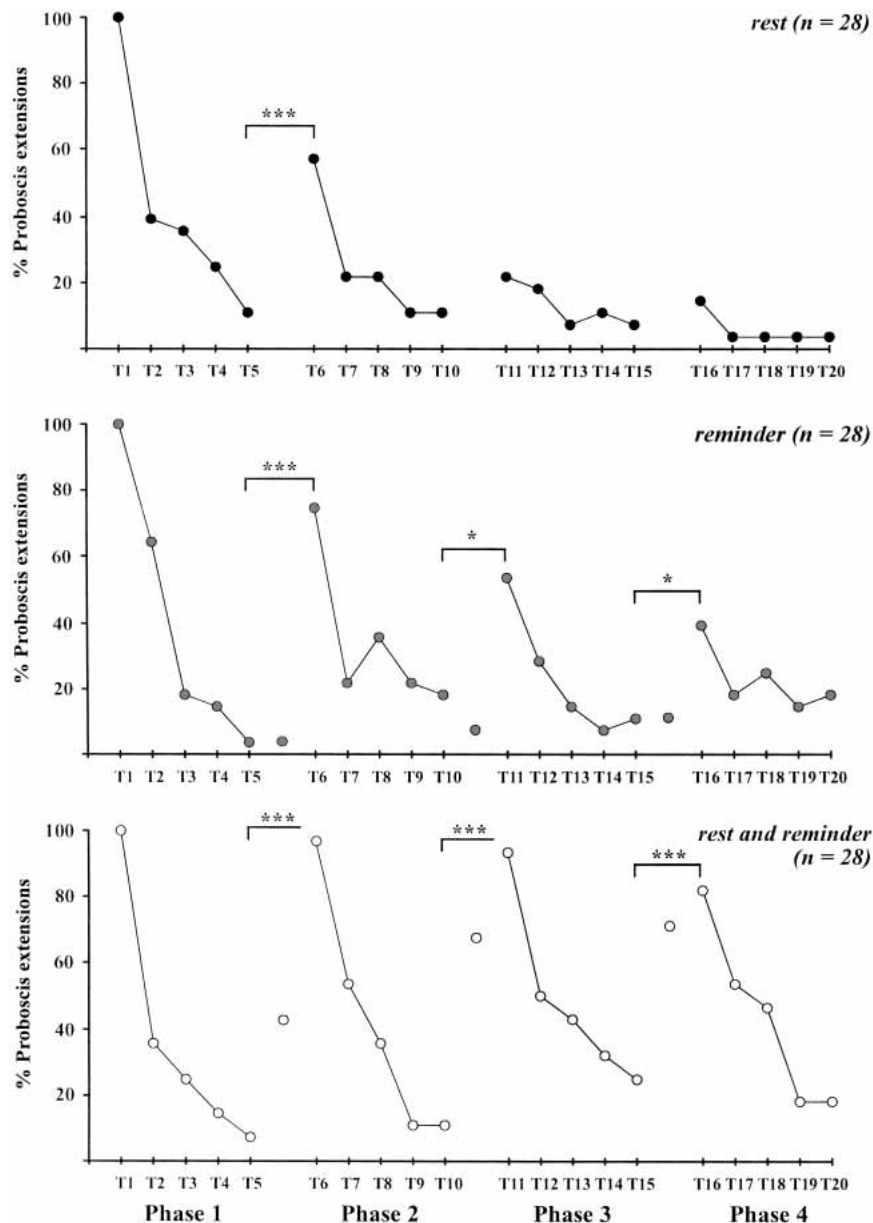 rest (n = 28)
% Proboscis extensions
100
80
60
40
20
***
T1 T2 T3 T4 T5 T6 T7 T8 T9 T10 T11 T12 T13 T14 T15 T16 T17 T18 T19 T20
reminder (n = 28)
% Proboscis extensions
100
80
60
40
20
***
*
*
T1 T2 T3 T4 T5 T6 T7 T8 T9 T10 T11 T12 T13 T14 T15 T16 T17 T18 T19 T20
rest and reminder
(n = 28)
% Proboscis extensions
100
80
60
40
20
***
***
***
T1 T2 T3 T4 T5 T6 T7 T8 T9 T10 T11 T12 T13 T14 T15 T16 T17 T18 T19 T20
Phase 1 Phase 2 Phase 3 Phase 4